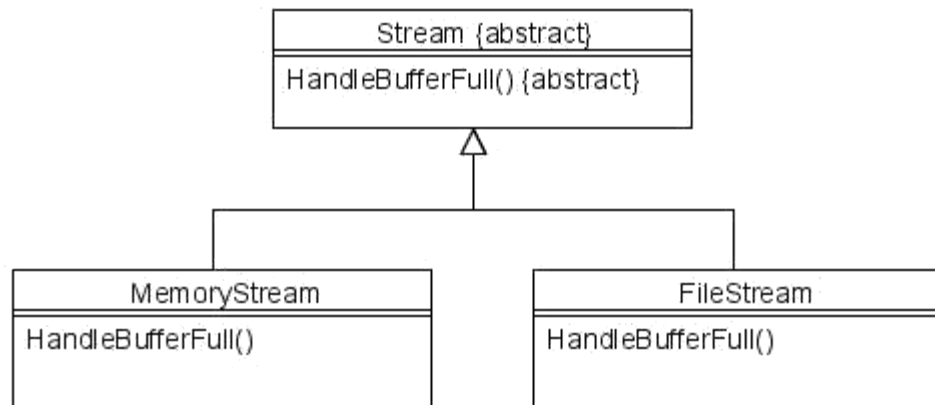 Stream {abstract}
HandleBufferFull() {abstract}
MemoryStream
HandleBufferFull()
FileStream
HandleBufferFull()